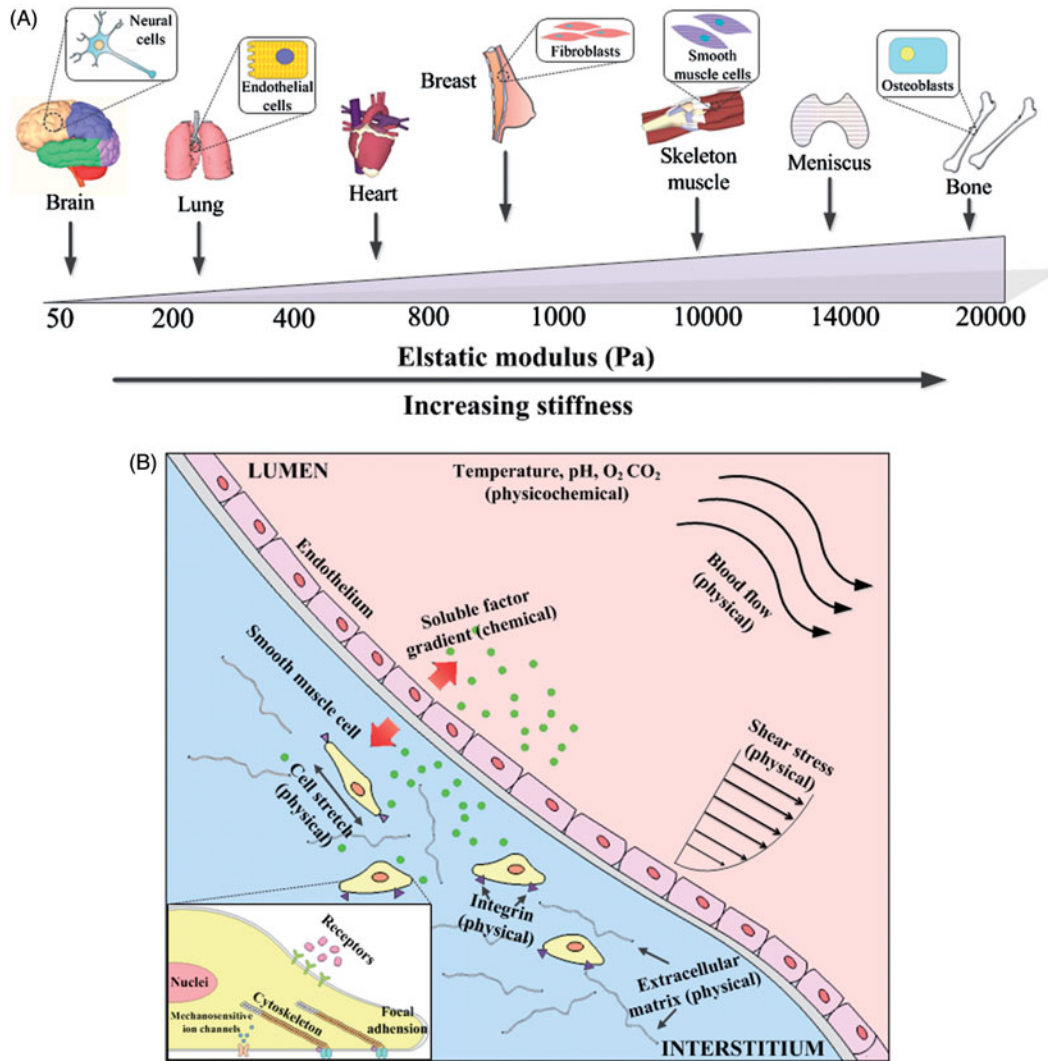 (A)
Neural
cells
Endothelial
cells
Fibroblasts
Smooth
muscle cells
Osteoblasts
Brain
Lung
Heart
Breast
Skeleton
muscle
Meniscus
Bone
50 200 400 800 1000 10000 14000 20000
Elstatic modulus (Pa)
Increasing stiffness
(B)
LUMEN
Temperature, pH, O2 CO2
(physicochemical)
Blood flow
(physical)
Endothelium
Soluble factor
gradient (chemical)
Smooth muscle cell
Cell stretch
(physical)
Shear stress
(physical)
Integrin
(physical)
Extracellular
matrix (physical)
Receptors
Nuclei
Cytoskeleton
Mechanosensitive
ion channels
Focal
adhesion
INTERSTITIUM